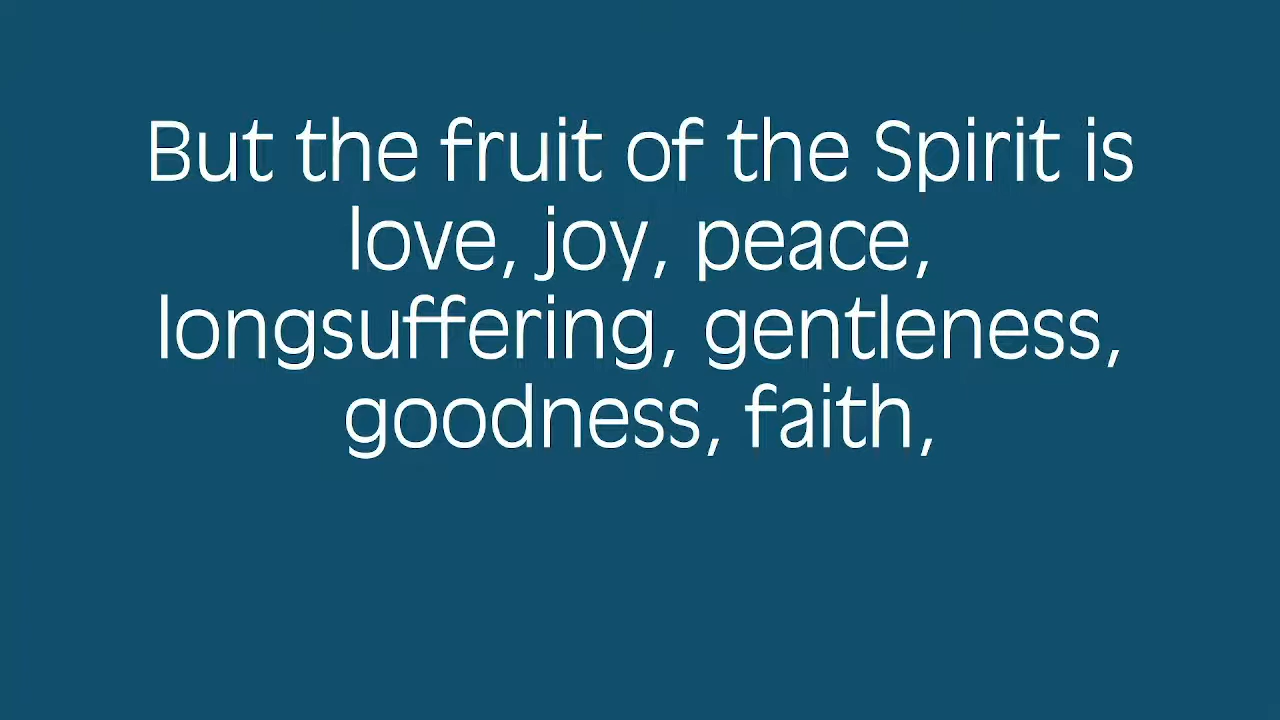 But the fruit of the Spirit is
love, joy, peace,
longsuffering, gentleness,
goodness, faith,